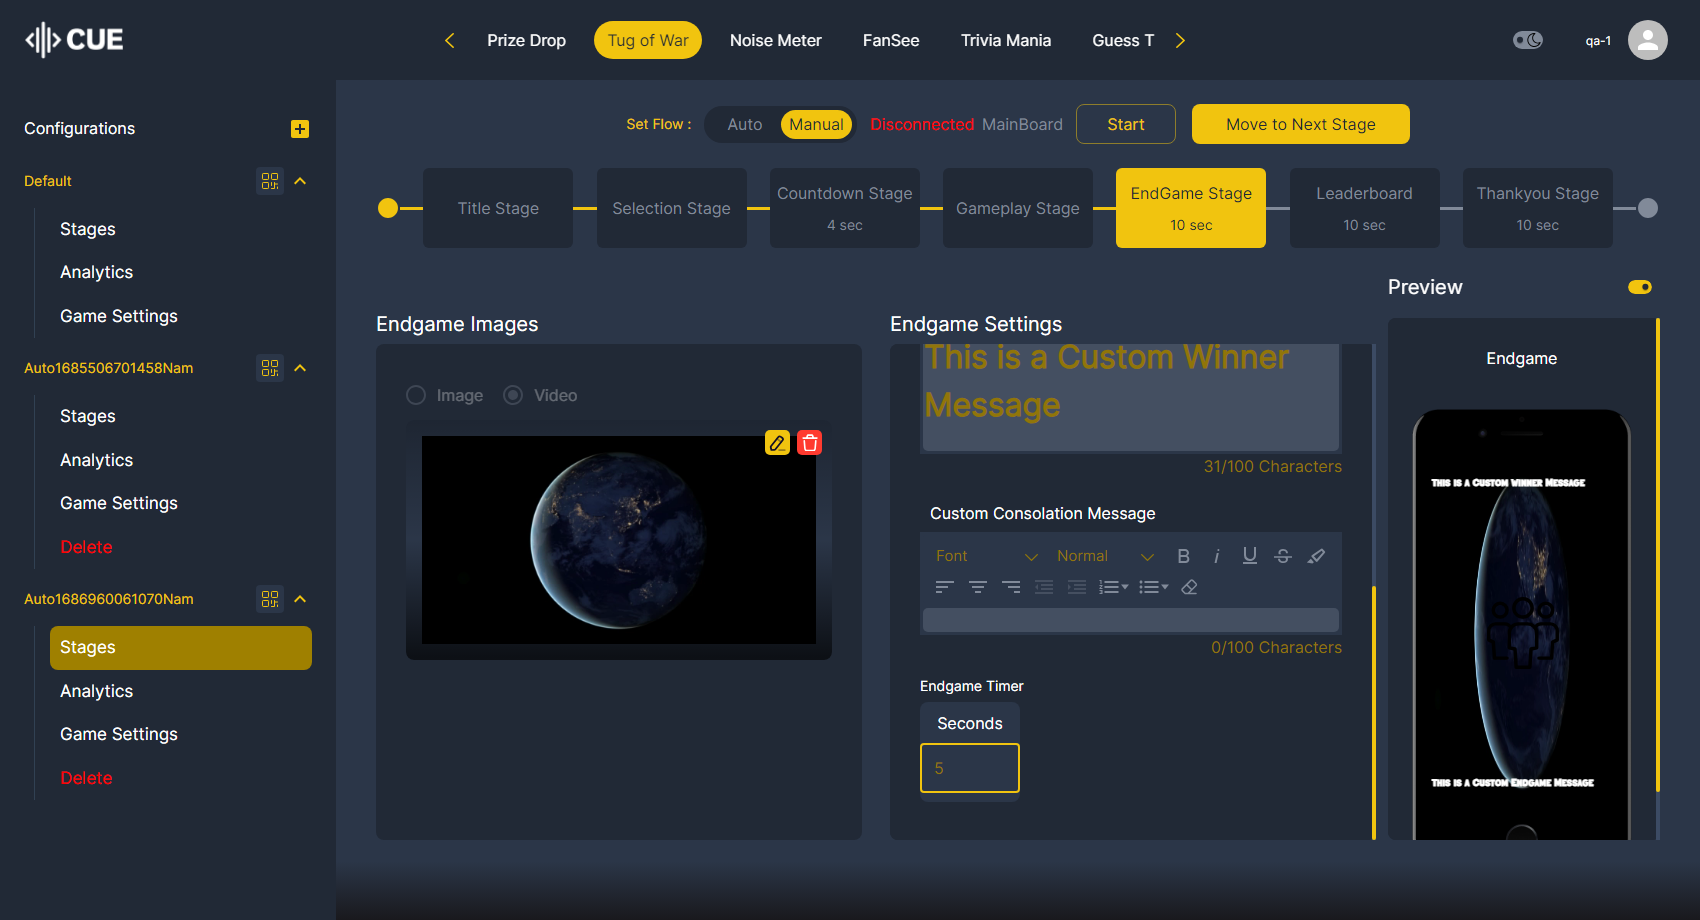 CUE
Prize Drop
Tug of War
Noise Meter
FanSee
Trivia Mania
Guess T
qa-1
Configurations
Default
Stages
Analytics
Game Settings
Auto1685506701458Nam
Stages
Analytics
Game Settings
Delete
Auto1686960061070Nam
Stages
Analytics
Game Settings
Delete
Set Flow :
Auto
Manual
Disconnected MainBoard
Start
Move to Next Stage
Title Stage
Selection Stage
Countdown Stage
4 sec
Gameplay Stage
EndGame Stage
10 sec
Leaderboard
10 sec
Thankyou Stage
10 sec
Endgame Images
Image
Video
Endgame Settings
This is a Custom Winner
Message
31/100 Characters
Custom Consolation Message
Font
Normal
B
i
U
S
0/100 Characters
Endgame Timer
Seconds
5
Preview
Endgame
This is a Custom Winner Message
This is a Custom Endgame Message